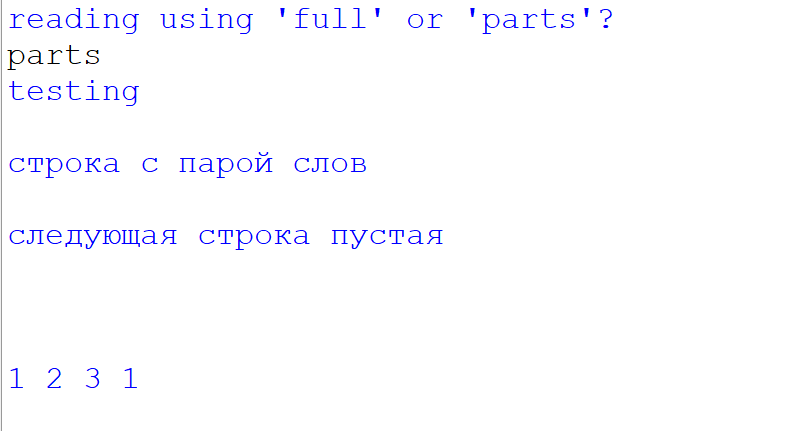 reading using 'full' or 'parts'?
parts
testing
строка с парой слов
следующая строка пустая
1 2 3 1